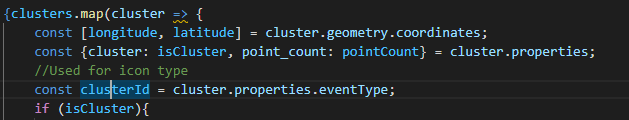 {clusters.map(cluster => {
const [longitude, latitude] = cluster.geometry.coordinates;
const {cluster: isCluster, point_count: pointCount} = cluster.properties;
//Used for icon type
const clusterId = cluster.properties.eventType;
if (isCluster){